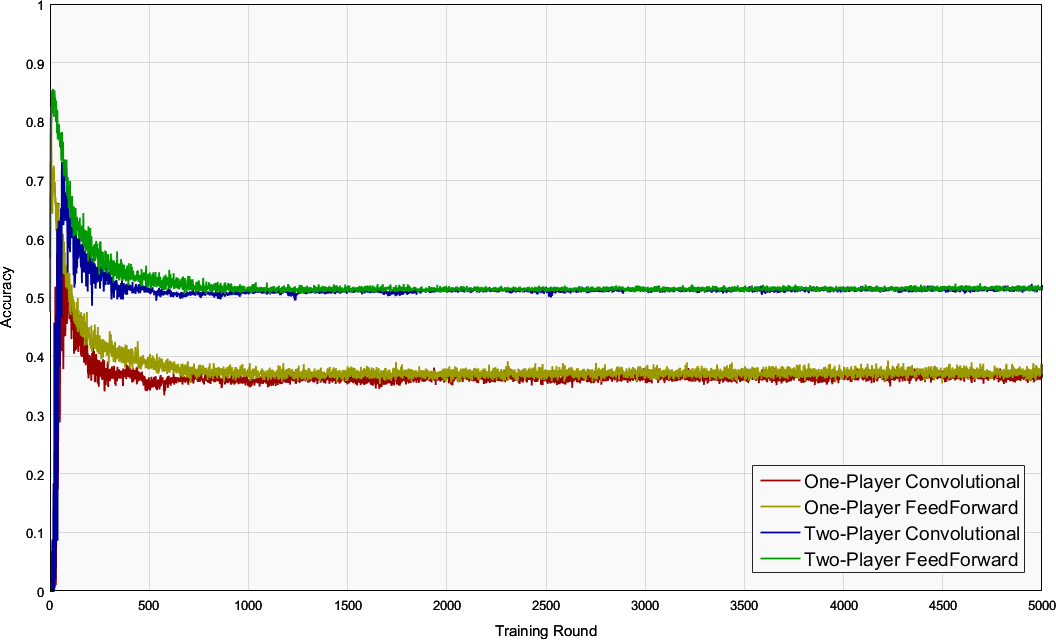 1
0.9
0.8
0.7
0.6
0.5
0.4
0.3
0.2
0.1
0
Accuracy
0 500 1000 1500 2000 2500 3000 3500 4000 4500 5000
Training Round
One-Player Convolutional
One-Player FeedForward
Two-Player Convolutional
Two-Player FeedForward